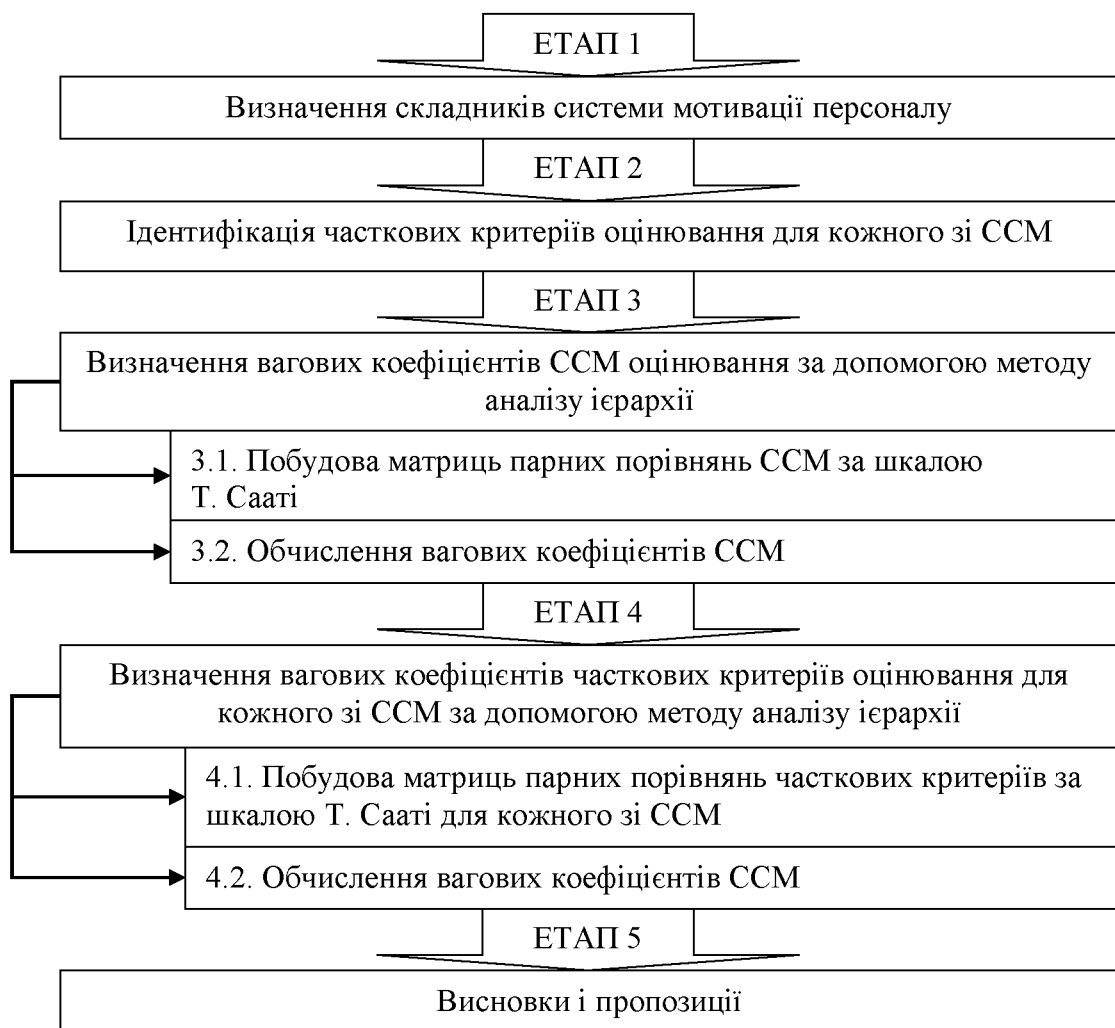 ЕТАП 1
Визначення складників системи мотивації персоналу
ЕТАП 2
Ідентифікація часткових критеріїв оцінювання для кожного зі ССМ
ЕТАП 3
Визначення вагових коефіцієнтів ССМ оцінювання за допомогою методу
аналізу ієрархії
3.1. Побудова матриць парних порівнянь ССМ за шкалою
Т. Сааті
3.2. Обчислення вагових коефіцієнтів ССМ
ЕТАП 4
Визначення вагових коефіцієнтів часткових критеріїв оцінювання для
кожного зі ССМ за допомогою методу аналізу ієрархії
4.1. Побудова матриць парних порівнянь часткових критеріїв за
шкалою Т. Сааті для кожного зі ССМ
4.2. Обчислення вагових коефіцієнтів ССМ
ЕТАП 5
Висновки і пропозиції